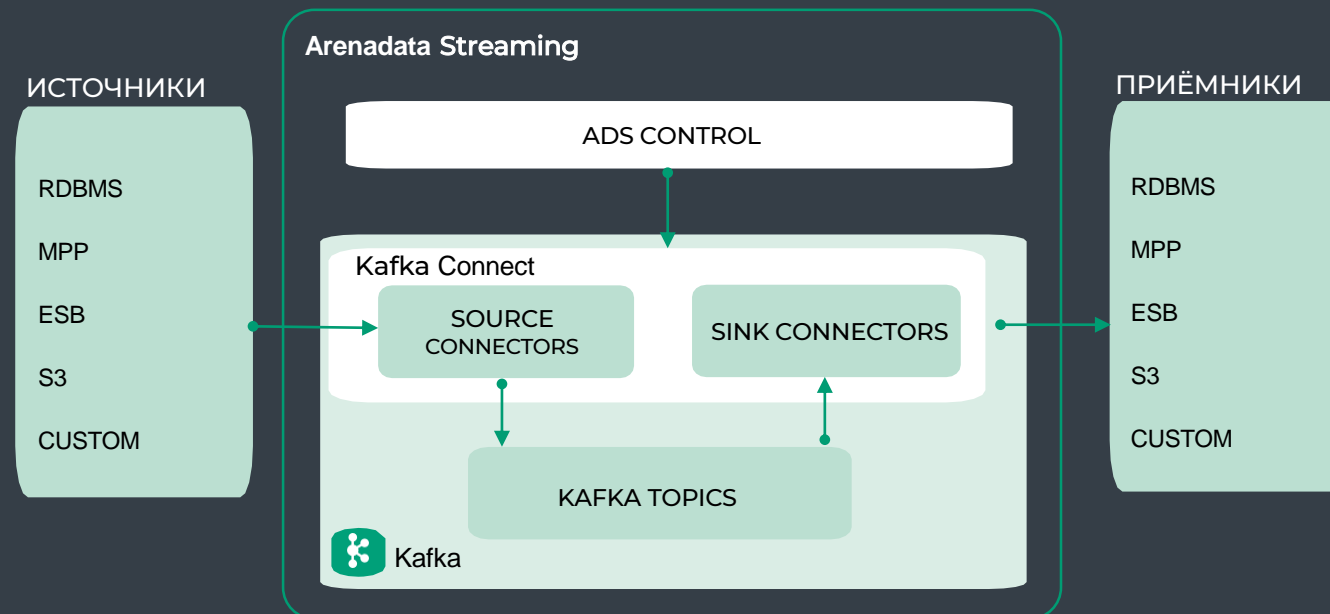 Arenadata Streaming
ИСТОЧНИКИ
RDBMS
MPP
ESB
S3
CUSTOM
ADS CONTROL
Kafka Connect
SOURCE
CONNECTORS
SINK CONNECTORS
KAFKA TOPICS
Kafka
ПРИЁМНИКИ
RDBMS
MPP
ESB
S3
CUSTOM